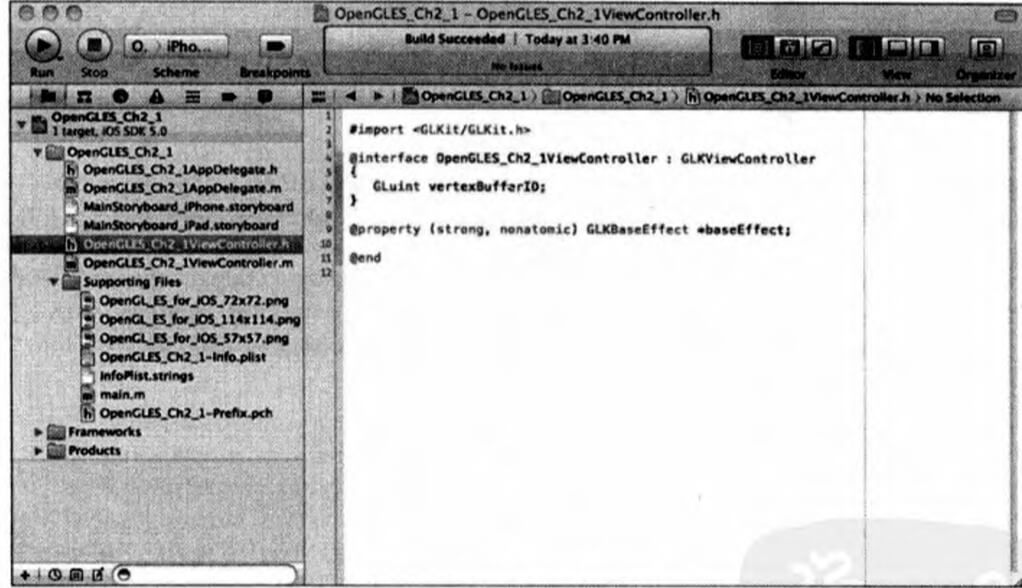 OpenGLES_Ch2_1 – OpenGLES_Ch2_1ViewController.h
O. › iPho...
Build Succeeded | Today at 3:40 PM
No Issues
Run Stop Scheme Breakpoints Editor View Organizer
OpenGLES_Ch2_1 › OpenGLES_Ch2_1 › OpenGLES_Ch2_1ViewController.h › No Selection
OpenGLES_Ch2_1
1 target, iOS SDK 5.0
OpenGLES_Ch2_1
OpenGLES_Ch2_1AppDelegate.h
OpenGLES_Ch2_1AppDelegate.m
MainStoryboard_iPhone.storyboard
MainStoryboard_iPad.storyboard
OpenGLES_Ch2_1ViewController.h
OpenGLES_Ch2_1ViewController.m
Supporting Files
OpenGL_ES_for_iOS_72x72.png
OpenGL_ES_for_iOS_114x114.png
OpenGL_ES_for_iOS_57x57.png
OpenGLES_Ch2_1-Info.plist
InfoPlist.strings
main.m
OpenGLES_Ch2_1-Prefix.pch
Frameworks
Products
1
2 #import <GLKit/GLKit.h>
3
4 @interface OpenGLES_Ch2_1ViewController : GLKViewController
5 {
6 GLuint vertexBufferID;
7 }
8
9 @property (strong, nonatomic) GLKBaseEffect *baseEffect;
10
11 @end
12